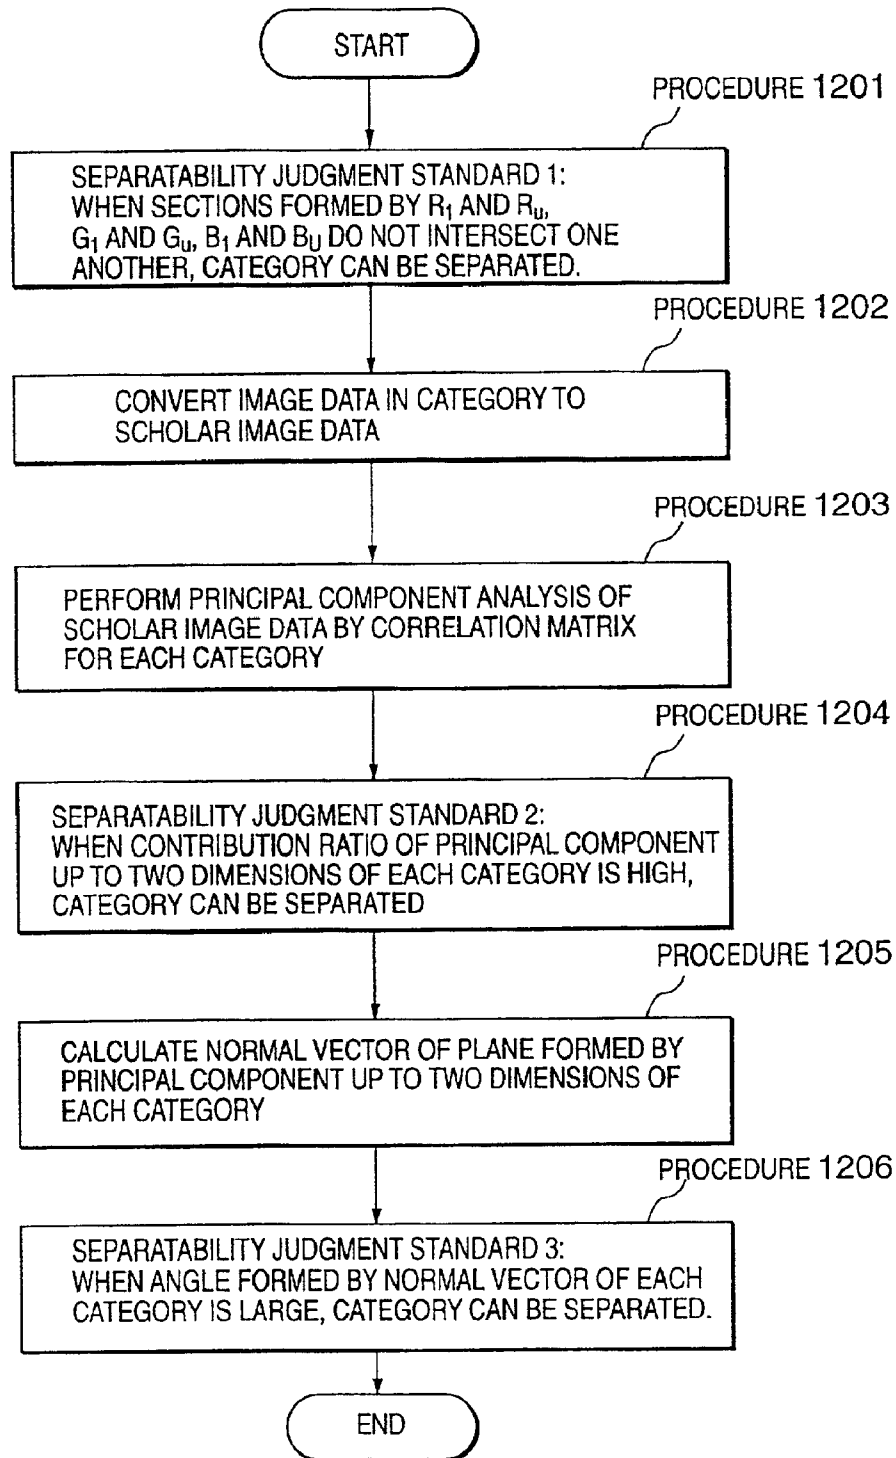 START
PROCEDURE 1201
SEPARATABILITY JUDGMENT STANDARD 1:
WHEN SECTIONS FORMED BY R₁ AND Rᵤ,
G₁ AND Gᵤ, B₁ AND B_U DO NOT INTERSECT ONE
ANOTHER, CATEGORY CAN BE SEPARATED.
PROCEDURE 1202
CONVERT IMAGE DATA IN CATEGORY TO
SCHOLAR IMAGE DATA
PROCEDURE 1203
PERFORM PRINCIPAL COMPONENT ANALYSIS OF
SCHOLAR IMAGE DATA BY CORRELATION MATRIX
FOR EACH CATEGORY
PROCEDURE 1204
SEPARATABILITY JUDGMENT STANDARD 2:
WHEN CONTRIBUTION RATIO OF PRINCIPAL COMPONENT
UP TO TWO DIMENSIONS OF EACH CATEGORY IS HIGH,
CATEGORY CAN BE SEPARATED
PROCEDURE 1205
CALCULATE NORMAL VECTOR OF PLANE FORMED BY
PRINCIPAL COMPONENT UP TO TWO DIMENSIONS OF
EACH CATEGORY
PROCEDURE 1206
SEPARATABILITY JUDGMENT STANDARD 3:
WHEN ANGLE FORMED BY NORMAL VECTOR OF EACH
CATEGORY IS LARGE, CATEGORY CAN BE SEPARATED.
END